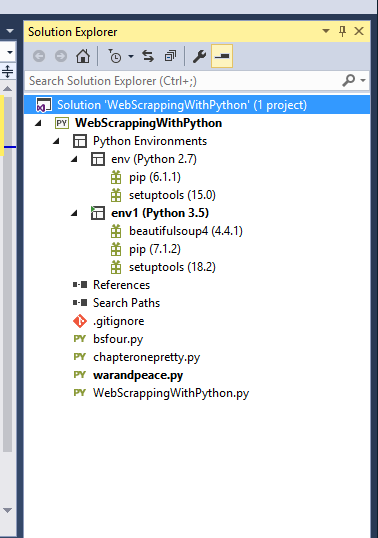 Solution Explorer
Search Solution Explorer (Ctrl+;)
Solution 'WebScrappingWithPython' (1 project)
PY WebScrappingWithPython
Python Environments
env (Python 2.7)
pip (6.1.1)
setuptools (15.0)
env1 (Python 3.5)
beautifulsoup4 (4.4.1)
pip (7.1.2)
setuptools (18.2)
References
Search Paths
.gitignore
PY bsfour.py
PY chapteronepretty.py
PY warandpeace.py
PY WebScrappingWithPython.py